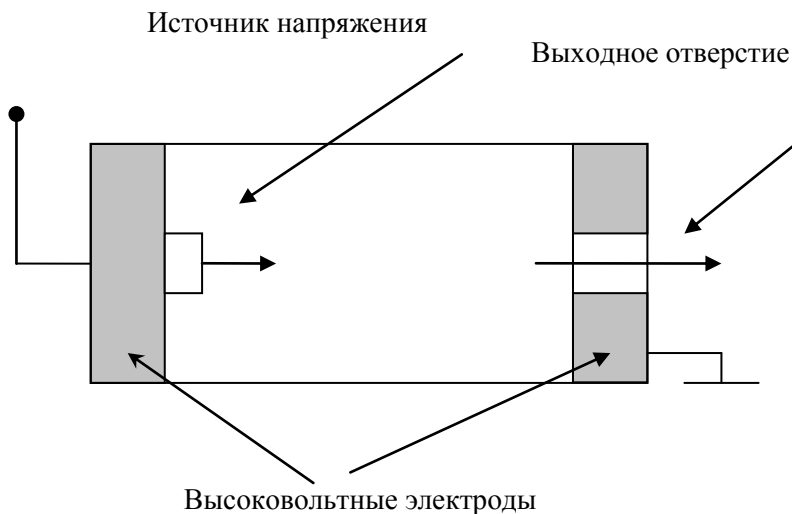 Источник напряжения
Выходное отверстие
Высоковольтные электроды